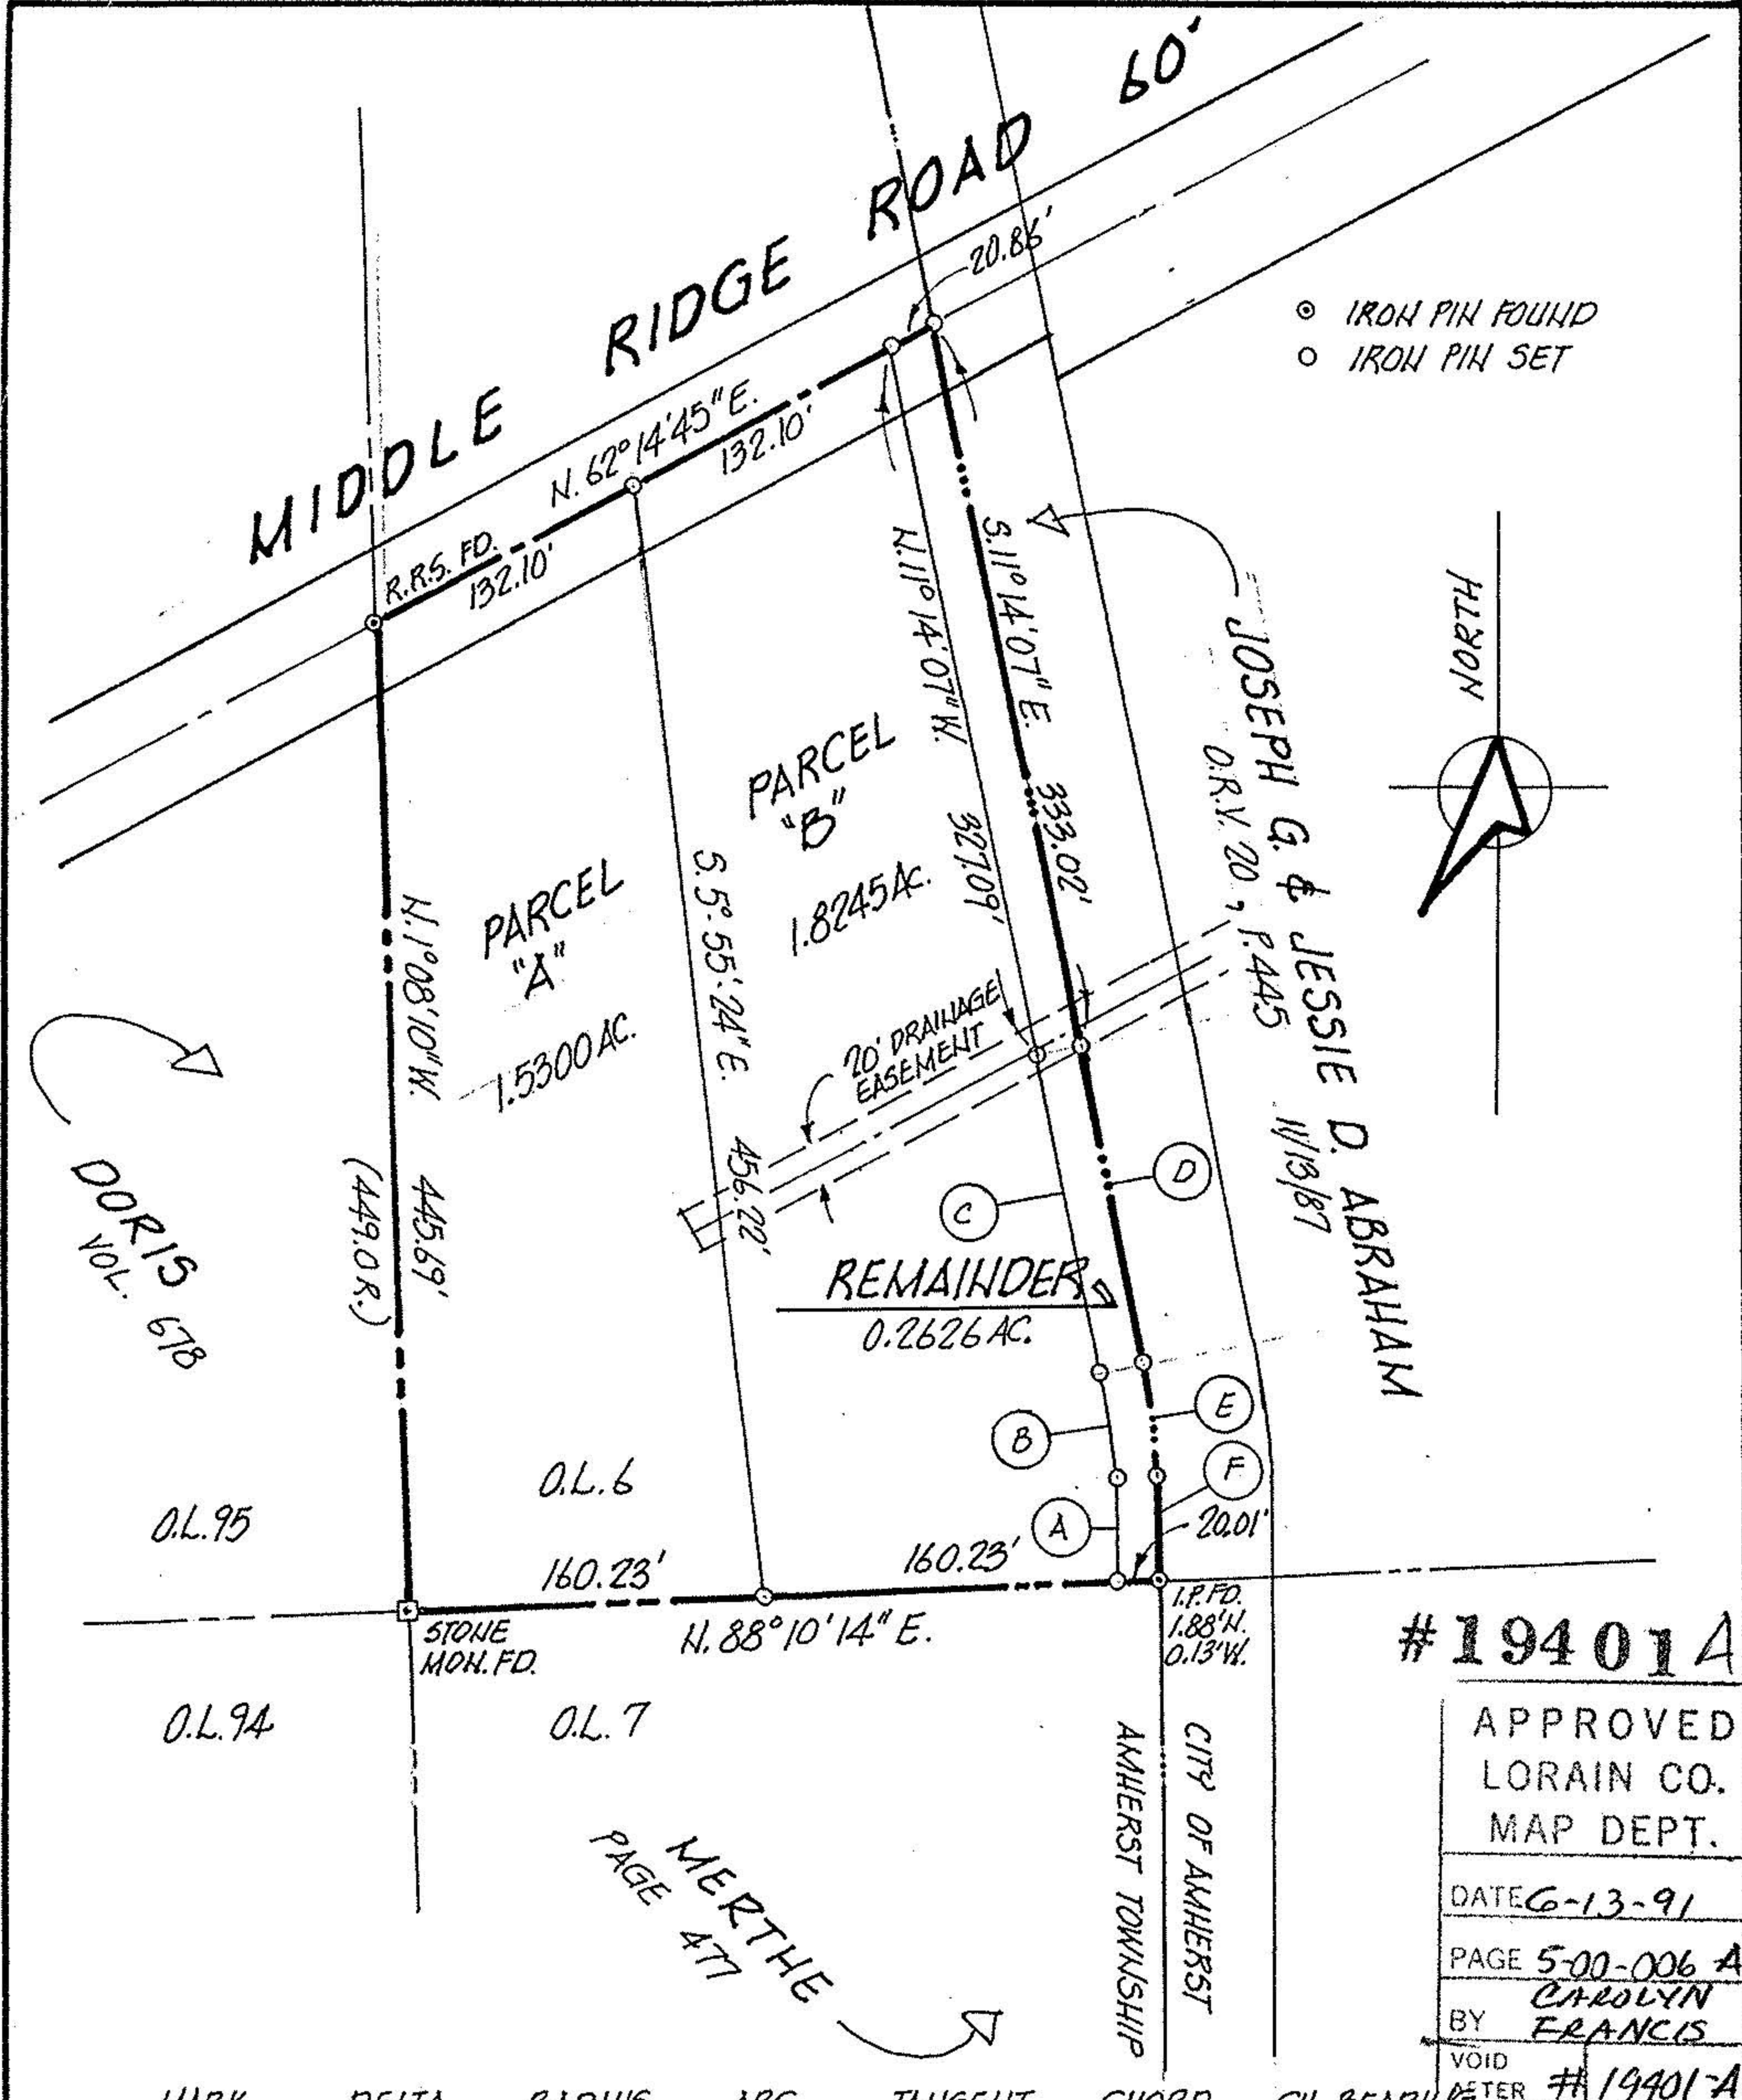 MIDDLE RIDGE ROAD 60'
20.86'
⊙ IRON PIN FOUND
○ IRON PIN SET
N. 62° 14' 45" E.
132.10'
R.R.S. FD.
132.10'
N. 11° 14' 07" W. 327.09'
S. 11° 14' 07" E. 333.02'
JOSEPH G. & JESSIE D. ABRAHAM
O.R.V. 20, P. 445 11/13/87
NORTH
PARCEL
"B"
1.8245 AC.
PARCEL
"A"
1.5300 AC.
S. 5°-55'-24" E. 456.22'
N. 1° 08' 10" W. 445.69'
(449.0 R.)
20' DRAINAGE
EASEMENT
DORIS
VOL. 678
C
D
REMAINDER
0.2626 AC.
B
E
A
F
O.L. 6
O.L. 95
160.23'
160.23'
20.01'
STONE
MON. FD.
N. 88° 10' 14" E.
I.P. FD.
1.88' N.
0.13' W.
O.L. 94
O.L. 7
MERTHE
PAGE 477
AMHERST TOWNSHIP
CITY OF AMHERST
#19401A
APPROVED
LORAIN CO.
MAP DEPT.
DATE 6-13-91
PAGE 5-00-006 A
BY CAROLYN
FRANCIS
VOID
AFTER #19401-A
MARK DELTA RADIUS ARC TANGENT CHORD